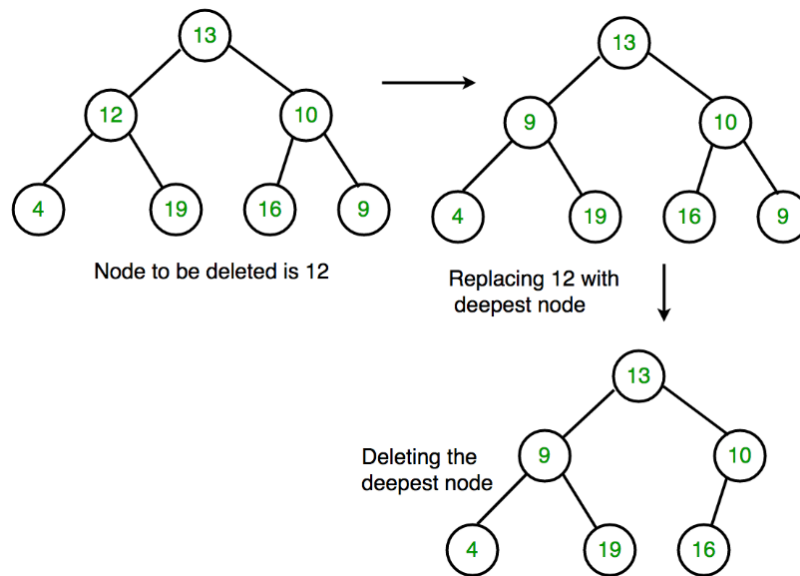 13
12 10
4 19 16 9
Node to be deleted is 12
13
9 10
4 19 16 9
Replacing 12 with
deepest node
13
9 10
4 19 16
Deleting the
deepest node